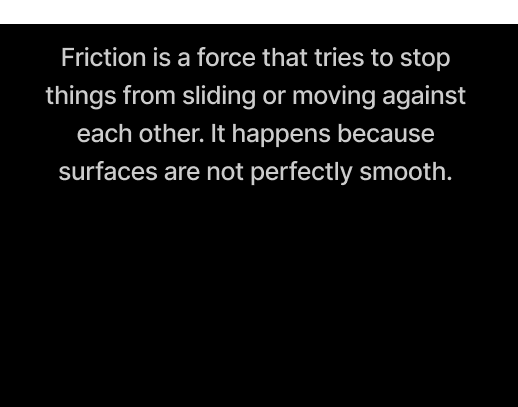 Friction is a force that tries to stop
things from sliding or moving against
each other. It happens because
surfaces are not perfectly smooth.